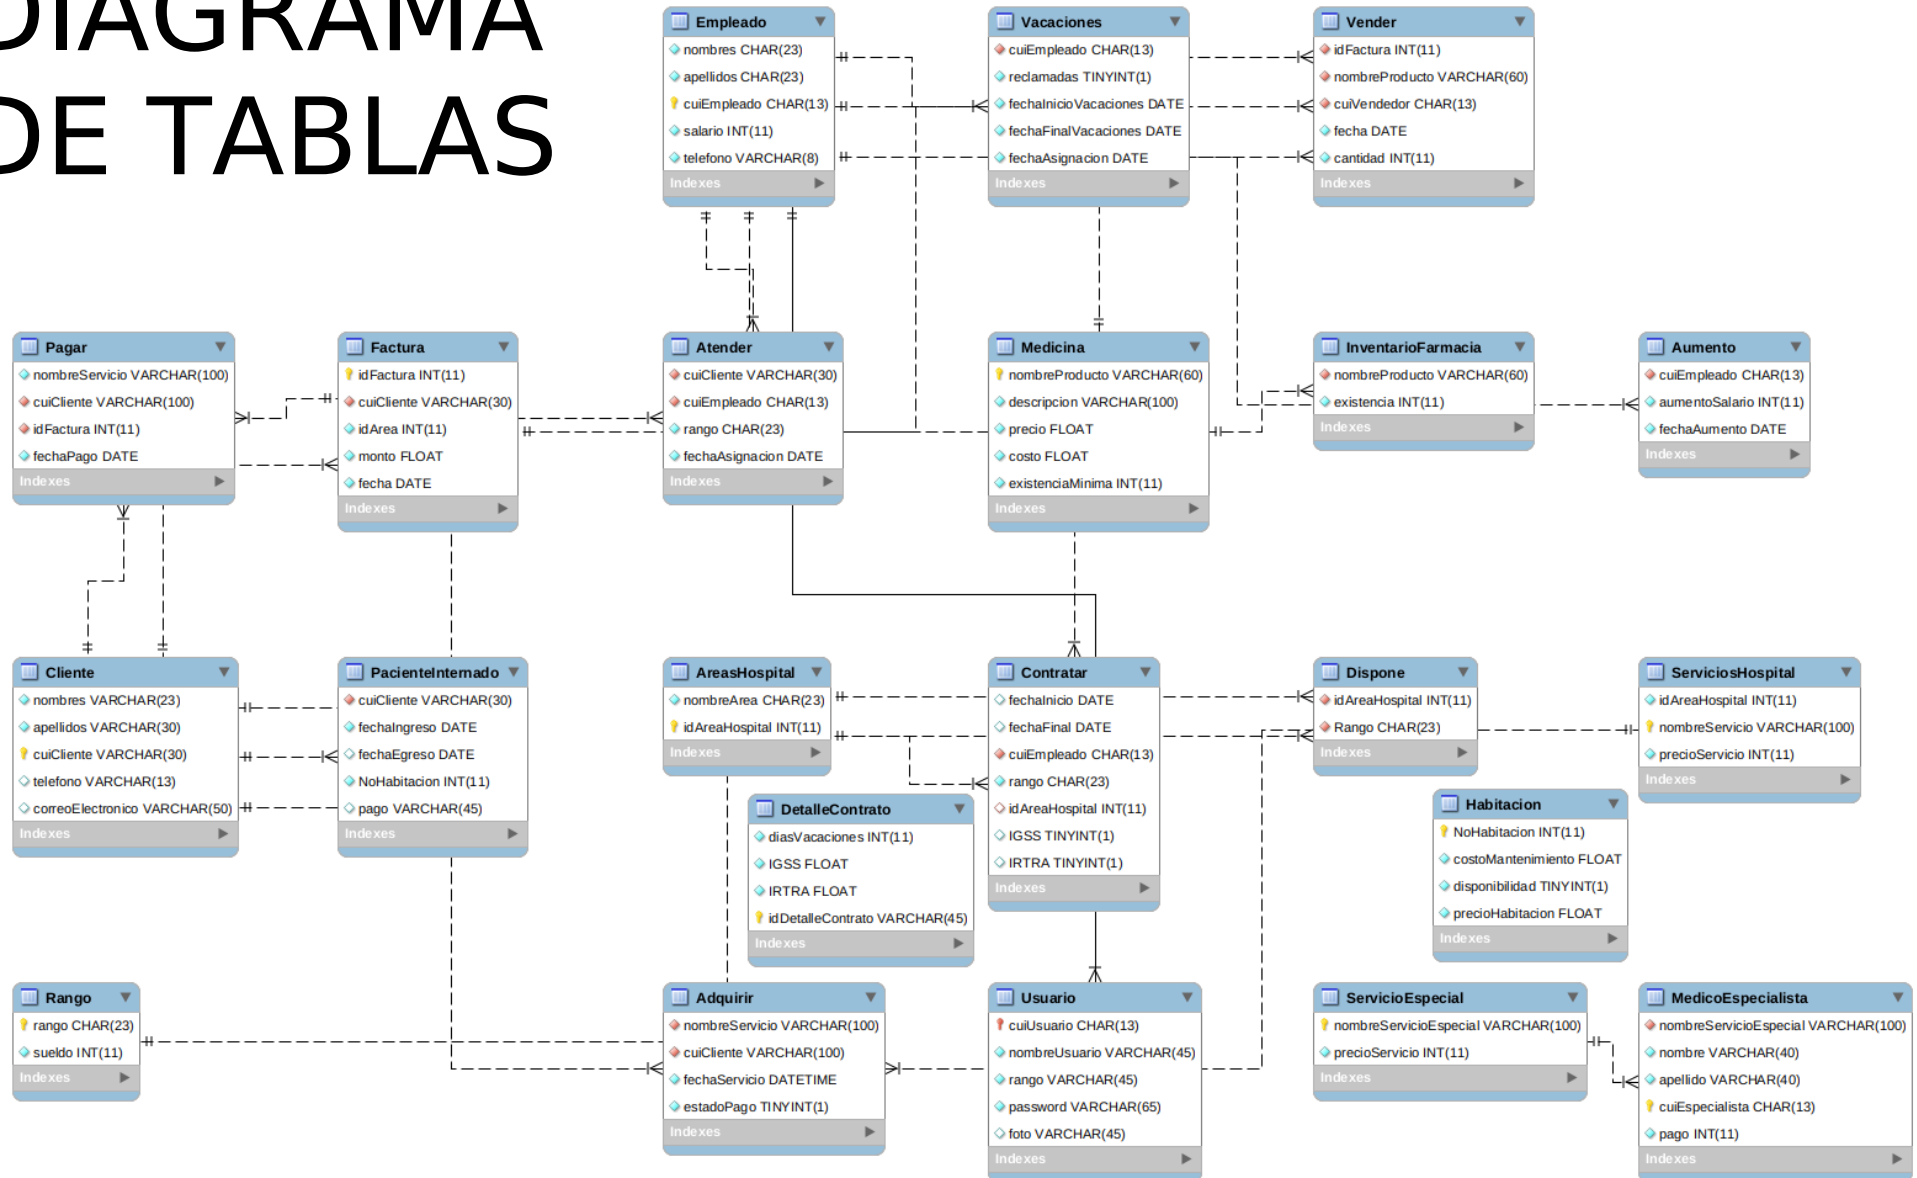 DIAGRAMA
DE TABLAS
Empleado
nombres CHAR(23)
apellidos CHAR(23)
cuiEmpleado CHAR(13)
salario INT(11)
telefono VARCHAR(8)
Indexes
Vacaciones
cuiEmpleado CHAR(13)
reclamadas TINYINT(1)
fechaInicioVacaciones DATE
fechaFinalVacaciones DATE
fechaAsignacion DATE
Indexes
Vender
idFactura INT(11)
nombreProducto VARCHAR(60)
cuiVendedor CHAR(13)
fecha DATE
cantidad INT(11)
Indexes
Pagar
nombreServicio VARCHAR(100)
cuiCliente VARCHAR(100)
idFactura INT(11)
fechaPago DATE
Indexes
Factura
idFactura INT(11)
cuiCliente VARCHAR(30)
idArea INT(11)
monto FLOAT
fecha DATE
Indexes
Atender
cuiCliente VARCHAR(30)
cuiEmpleado CHAR(13)
rango CHAR(23)
fechaAsignacion DATE
Indexes
Medicina
nombreProducto VARCHAR(60)
descripcion VARCHAR(100)
precio FLOAT
costo FLOAT
existenciaMinima INT(11)
Indexes
InventarioFarmacia
nombreProducto VARCHAR(60)
existencia INT(11)
Indexes
Aumento
cuiEmpleado CHAR(13)
aumentoSalario INT(11)
fechaAumento DATE
Indexes
Cliente
nombres VARCHAR(23)
apellidos VARCHAR(30)
cuiCliente VARCHAR(30)
telefono VARCHAR(13)
correoElectronico VARCHAR(50)
Indexes
PacienteInternado
cuiCliente VARCHAR(30)
fechaIngreso DATE
fechaEgreso DATE
NoHabitacion INT(11)
pago VARCHAR(45)
Indexes
AreasHospital
nombreArea CHAR(23)
idAreaHospital INT(11)
Indexes
Contratar
fechaInicio DATE
fechaFinal DATE
cuiEmpleado CHAR(13)
rango CHAR(23)
idAreaHospital INT(11)
IGSS TINYINT(1)
IRTRA TINYINT(1)
Indexes
Dispone
idAreaHospital INT(11)
Rango CHAR(23)
Indexes
ServiciosHospital
idAreaHospital INT(11)
nombreServicio VARCHAR(100)
precioServicio INT(11)
Indexes
DetalleContrato
diasVacaciones INT(11)
IGSS FLOAT
IRTRA FLOAT
idDetalleContrato VARCHAR(45)
Indexes
Habitacion
NoHabitacion INT(11)
costoMantenimiento FLOAT
disponibilidad TINYINT(1)
precioHabitacion FLOAT
Indexes
Rango
rango CHAR(23)
sueldo INT(11)
Indexes
Adquirir
nombreServicio VARCHAR(100)
cuiCliente VARCHAR(100)
fechaServicio DATETIME
estadoPago TINYINT(1)
Indexes
Usuario
cuiUsuario CHAR(13)
nombreUsuario VARCHAR(45)
rango VARCHAR(45)
password VARCHAR(65)
foto VARCHAR(45)
Indexes
ServicioEspecial
nombreServicioEspecial VARCHAR(100)
precioServicio INT(11)
Indexes
MedicoEspecialista
nombreServicioEspecial VARCHAR(100)
nombre VARCHAR(40)
apellido VARCHAR(40)
cuiEspecialista CHAR(13)
pago INT(11)
Indexes